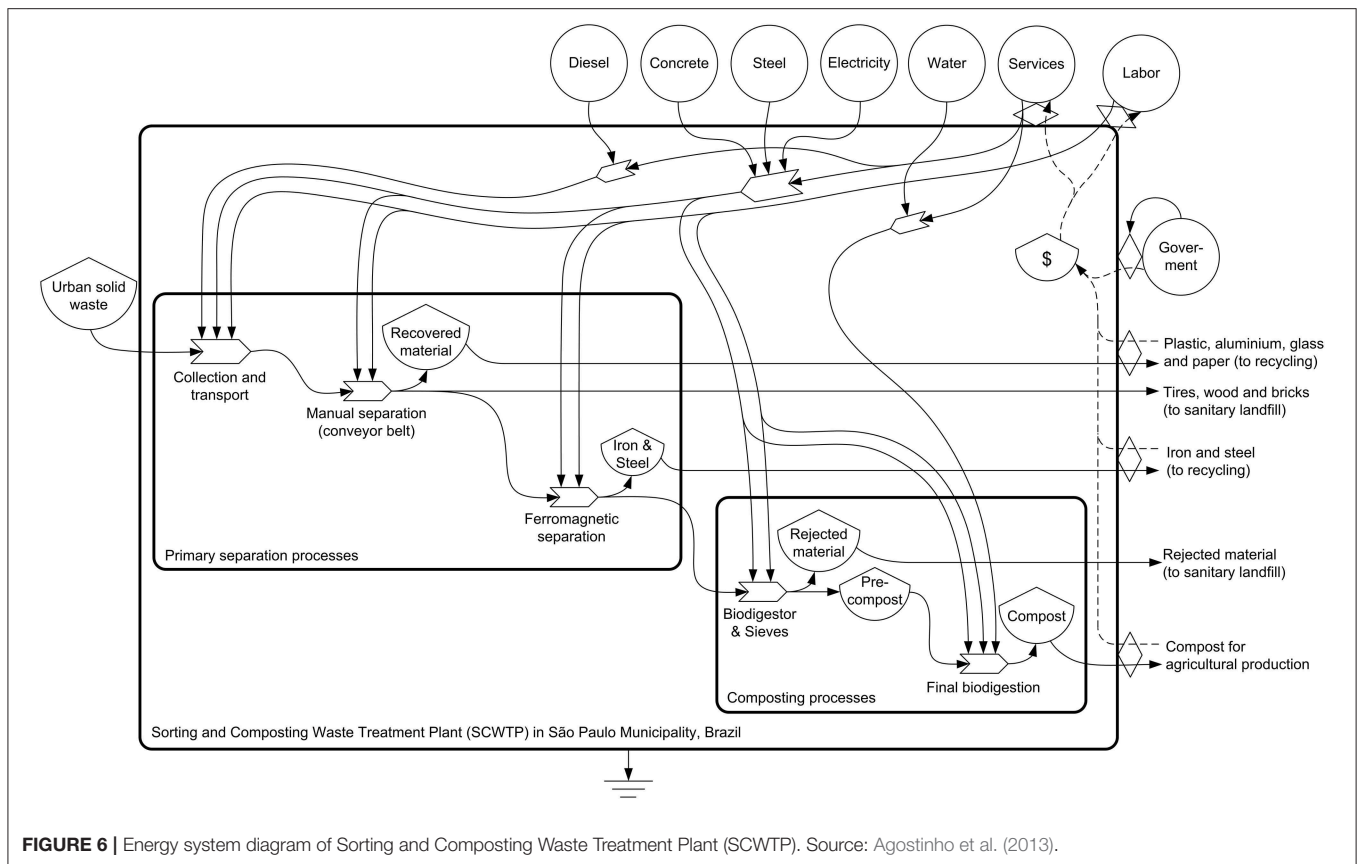 Diesel
Concrete
Steel
Electricity
Water
Services
Labor
Gover-
ment
$
Urban solid
waste
Recovered
material
Collection and
transport
Manual separation
(conveyor belt)
Iron &
Steel
Ferromagnetic
separation
Primary separation processes
Plastic, aluminium, glass
and paper (to recycling)
Tires, wood and bricks
(to sanitary landfill)
Iron and steel
(to recycling)
Rejected
material
Rejected material
(to sanitary landfill)
Biodigestor
& Sieves
Pre-
compost
Compost
Final biodigestion
Compost for
agricultural production
Composting processes
Sorting and Composting Waste Treatment Plant (SCWTP) in São Paulo Municipality, Brazil
FIGURE 6 | Energy system diagram of Sorting and Composting Waste Treatment Plant (SCWTP). Source: Agostinho et al. (2013).